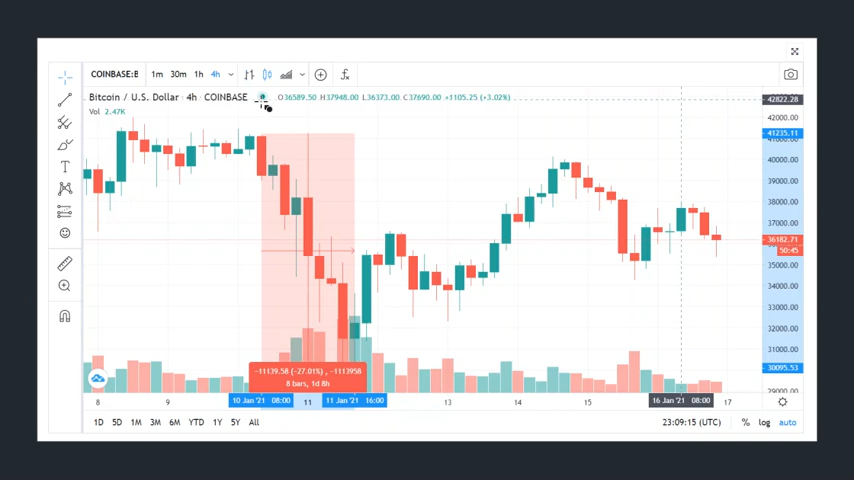 COINBASE:B 1m 30m 1h 4h
Bitcoin / U.S. Dollar · 4h · COINBASE O36589.50 H37948.00 L36373.00 C37690.00 +1105.25 (+3.02%)
Vol 2.47K
42822.28
42000.00
41235.11
40000.00
39000.00
38000.00
37000.00
36182.71
50:45
35000.00
34000.00
33000.00
32000.00
31000.00
30095.53
29000.00
-11139.58 (-27.01%) , -1113958
8 bars, 1d 8h
8 9 10 Jan '21 08:00 11 11 Jan '21 16:00 13 14 15 16 Jan '21 08:00 17
1D 5D 1M 3M 6M YTD 1Y 5Y All 23:09:15 (UTC) % log auto